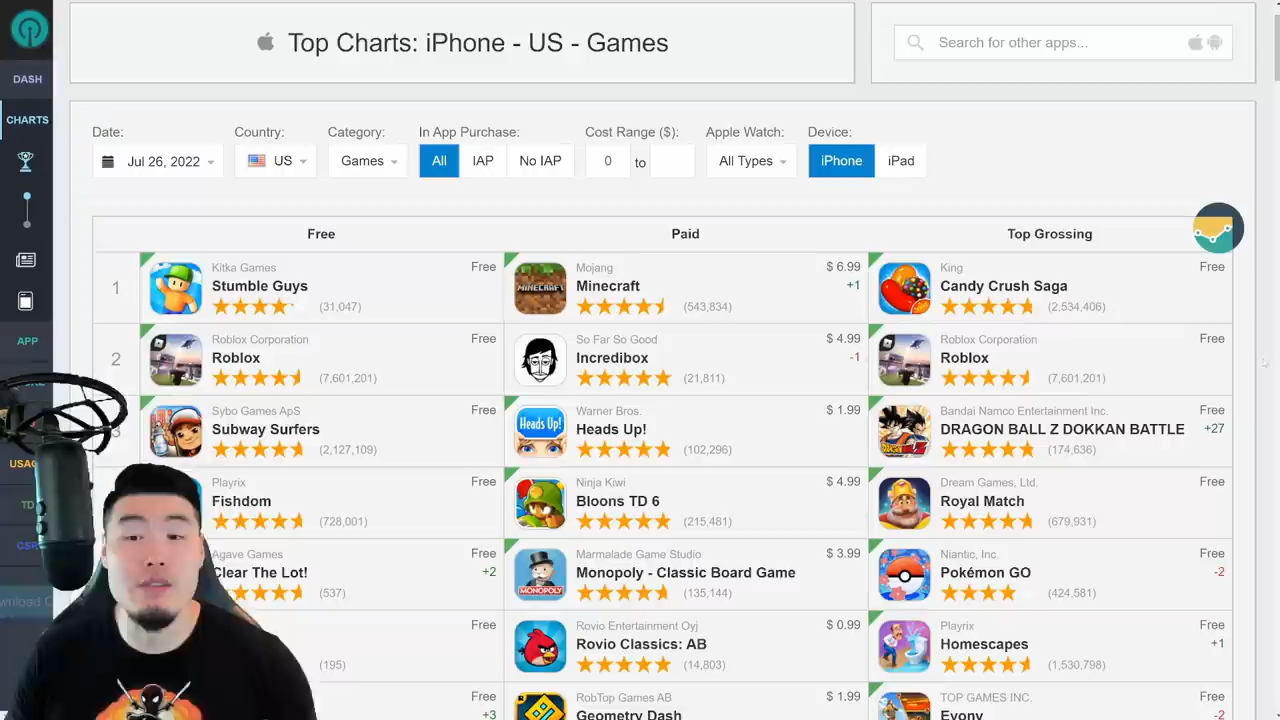 Top Charts: iPhone - US - Games
Search for other apps...
DASH
CHARTS
APP
Date:
Country:
Category:
In App Purchase:
Cost Range ($):
Apple Watch:
Device:
Jul 26, 2022
US
Games
All
IAP
No IAP
0
to
All Types
iPhone
iPad
Free
Paid
Top Grossing
1
Kitka Games
Free
Stumble Guys
(31,047)
Mojang
$ 6.99
Minecraft
+1
(543,834)
MINECRAFT
King
Free
Candy Crush Saga
(2,534,406)
2
Roblox Corporation
Free
Roblox
(7,601,201)
So Far So Good
$ 4.99
Incredibox
-1
(21,811)
Roblox Corporation
Free
Roblox
(7,601,201)
3
Sybo Games ApS
Free
Subway Surfers
(2,127,109)
Warner Bros.
$ 1.99
Heads Up!
Heads Up!
(102,296)
Bandai Namco Entertainment Inc.
Free
DRAGON BALL Z DOKKAN BATTLE
+27
(174,636)
Playrix
Free
Fishdom
(728,001)
Ninja Kiwi
$ 4.99
Bloons TD 6
(215,481)
Dream Games, Ltd.
Free
Royal Match
(679,931)
Agave Games
Free
Clear The Lot!
+2
(537)
Marmalade Game Studio
$ 3.99
Monopoly - Classic Board Game
MONOPOLY
(135,144)
Niantic, Inc.
Free
Pokémon GO
-2
(424,581)
Free
(195)
Rovio Entertainment Oyj
$ 0.99
Rovio Classics: AB
(14,803)
Playrix
Free
Homescapes
+1
(1,530,798)
Free
+3
RobTop Games AB
$ 1.99
Geometry Dash
TOP GAMES INC.
Free
Evony
-2